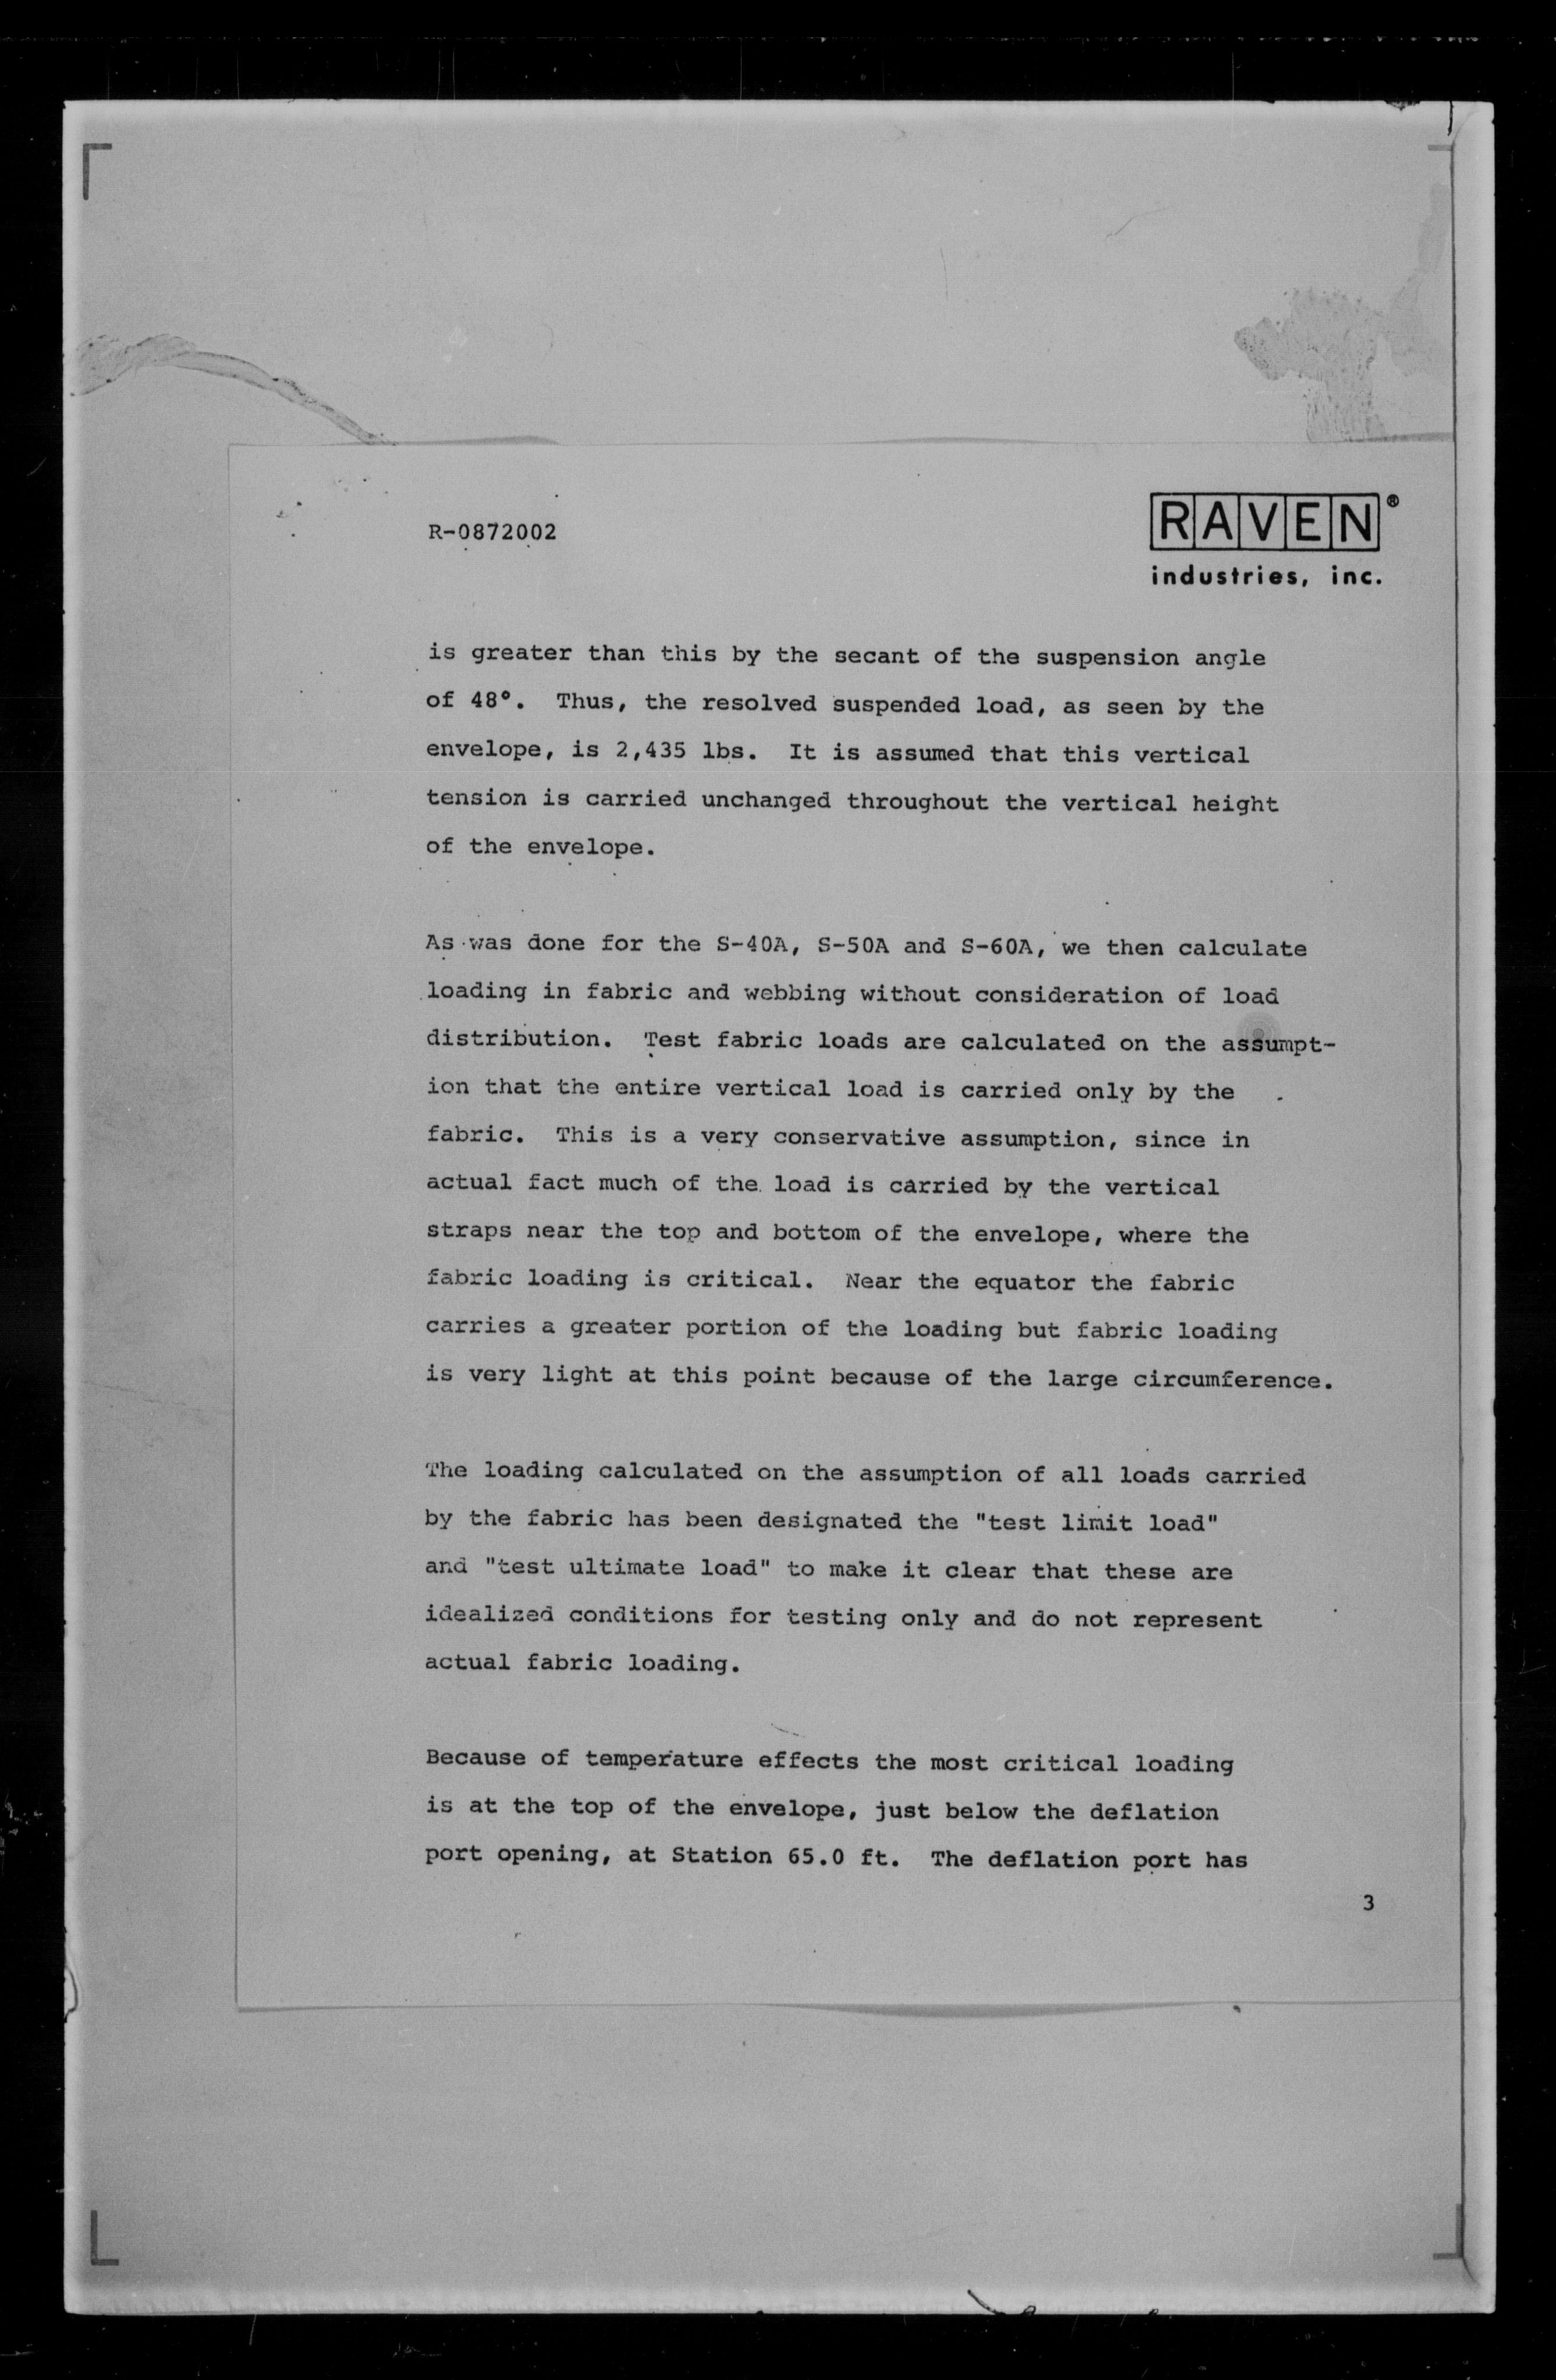 R-0872002
RAVEN®
industries, inc.
is greater than this by the secant of the suspension angle
of 48°. Thus, the resolved suspended load, as seen by the
envelope, is 2,435 lbs. It is assumed that this vertical
tension is carried unchanged throughout the vertical height
of the envelope.
As was done for the S-40A, S-50A and S-60A, we then calculate
loading in fabric and webbing without consideration of load
distribution. Test fabric loads are calculated on the assumpt-
ion that the entire vertical load is carried only by the
fabric. This is a very conservative assumption, since in
actual fact much of the load is carried by the vertical
straps near the top and bottom of the envelope, where the
fabric loading is critical. Near the equator the fabric
carries a greater portion of the loading but fabric loading
is very light at this point because of the large circumference.
The loading calculated on the assumption of all loads carried
by the fabric has been designated the "test limit load"
and "test ultimate load" to make it clear that these are
idealized conditions for testing only and do not represent
actual fabric loading.
Because of temperature effects the most critical loading
is at the top of the envelope, just below the deflation
port opening, at Station 65.0 ft. The deflation port has
3